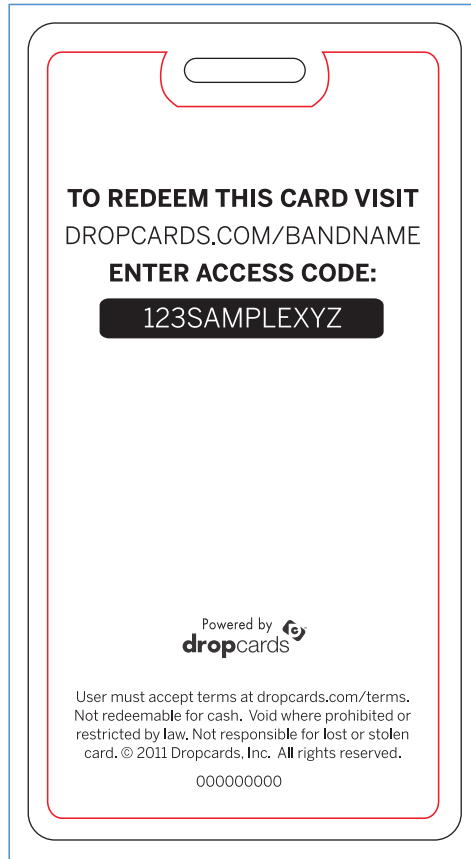 TO REDEEM THIS CARD VISIT
DROPCARDS.COM/BANDNAME
ENTER ACCESS CODE:
123SAMPLEXYZ
Powered by
dropcards
User must accept terms at dropcards.com/terms.
Not redeemable for cash. Void where prohibited or
restricted by law. Not responsible for lost or stolen
card. © 2011 Dropcards, Inc. All rights reserved.
000000000